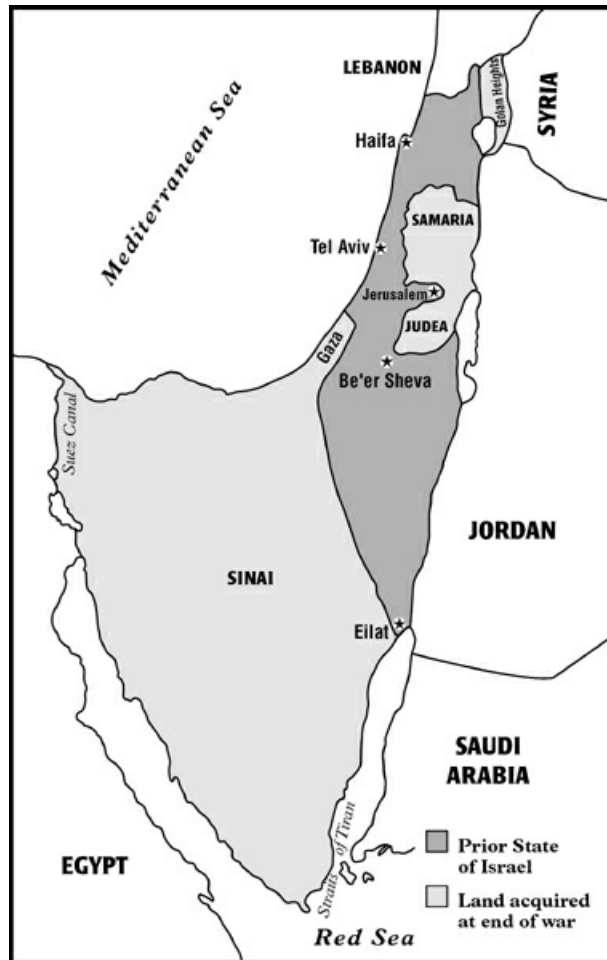 LEBANON
Golan Heights
SYRIA
Haifa
Mediterranean Sea
SAMARIA
Tel Aviv
Jerusalem
JUDEA
Gaza
Be'er Sheva
Suez Canal
JORDAN
SINAI
Eilat
SAUDI
ARABIA
Straits of Tiran
EGYPT
Prior State
of Israel
Land acquired
at end of war
Red Sea